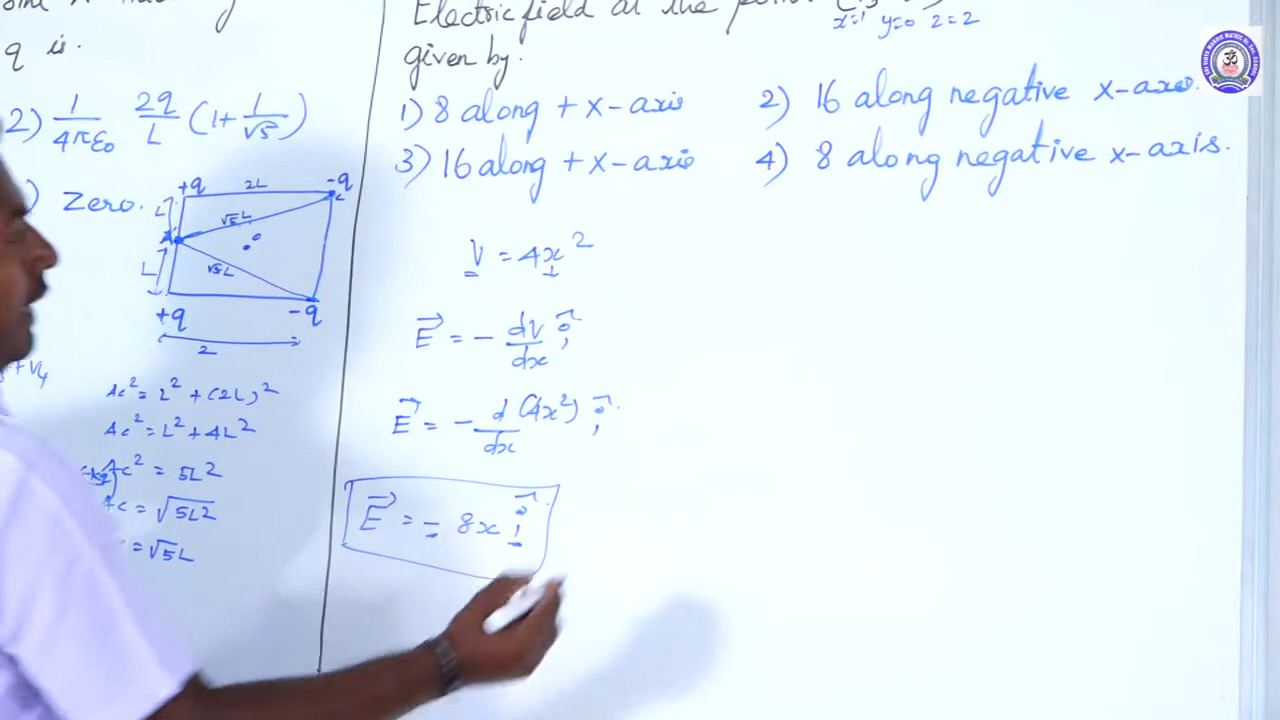 q is.
2) 1/4πε₀ 2q/L (1+ 1/√5)
) Zero.
+q 2L -q
L √5L
L √5L
+q -q
2
+V4
AC² = L² + (2L)²
AC² = L² + 4L²
AC² = 5L²
AC = √5L²
= √5L
Electric field at the
x=1 y=0 z=2
given by.
1) 8 along + x-axis
2) 16 along negative x-axis.
3) 16 along + x-axis
4) 8 along negative x-axis.
V = 4x²
E⃗ = - dV/dx i⃗
E⃗ = - d(4x²)/dx i⃗
E⃗ = - 8x i⃗